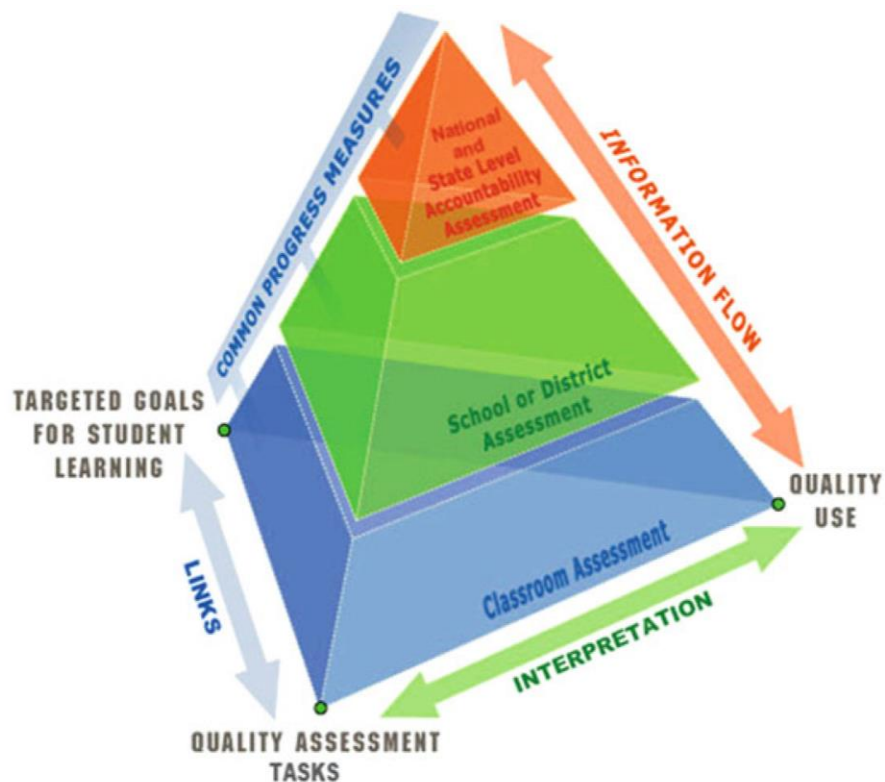 COMMON PROGRESS MEASURES
National
and
State Level
Accountability
Assessment
INFORMATION FLOW
School or District
Assessment
TARGETED GOALS
FOR STUDENT
LEARNING
QUALITY
USE
Classroom Assessment
LINKS
INTERPRETATION
QUALITY ASSESSMENT
TASKS